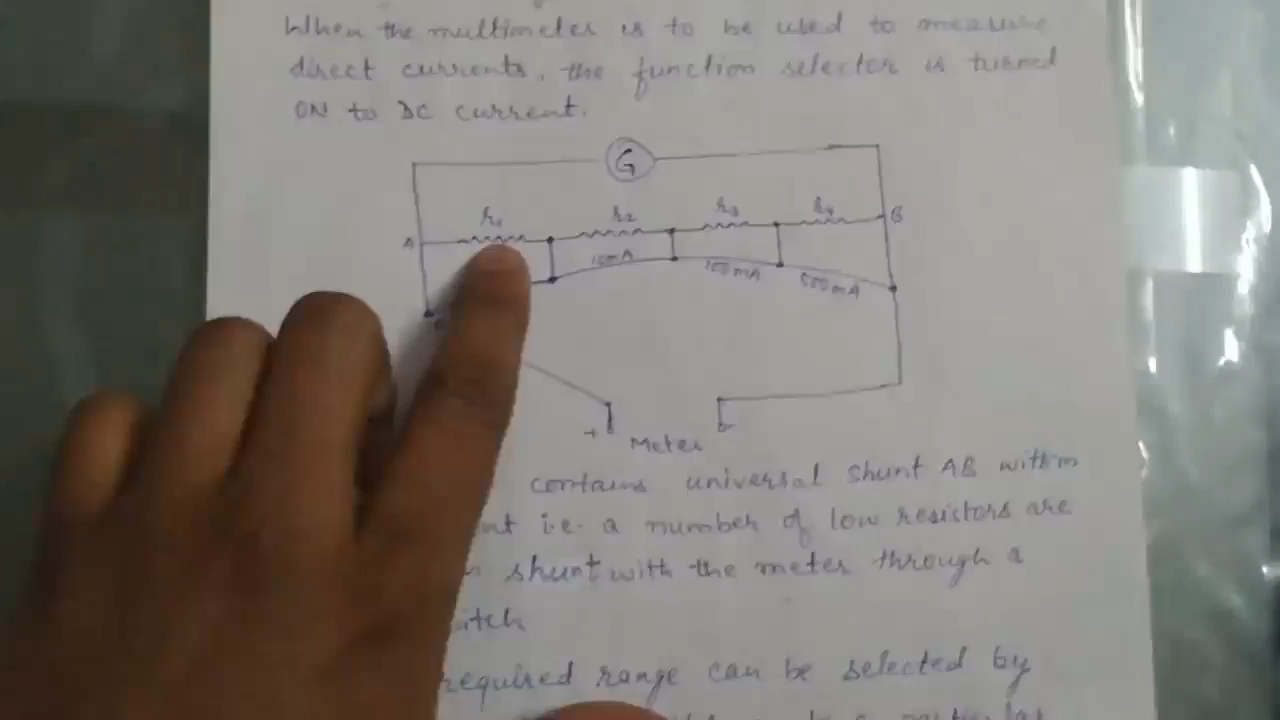 When the multimeter is to be used to measure
direct currents, the function selector is turned
ON to DC current.
G
r1 r2 r3 r4
A B
10mA 100mA 500mA
+ Meter -
contains universal shunt AB within
i.e. a number of low resistors are
shunt with the meter through a
required range can be selected by